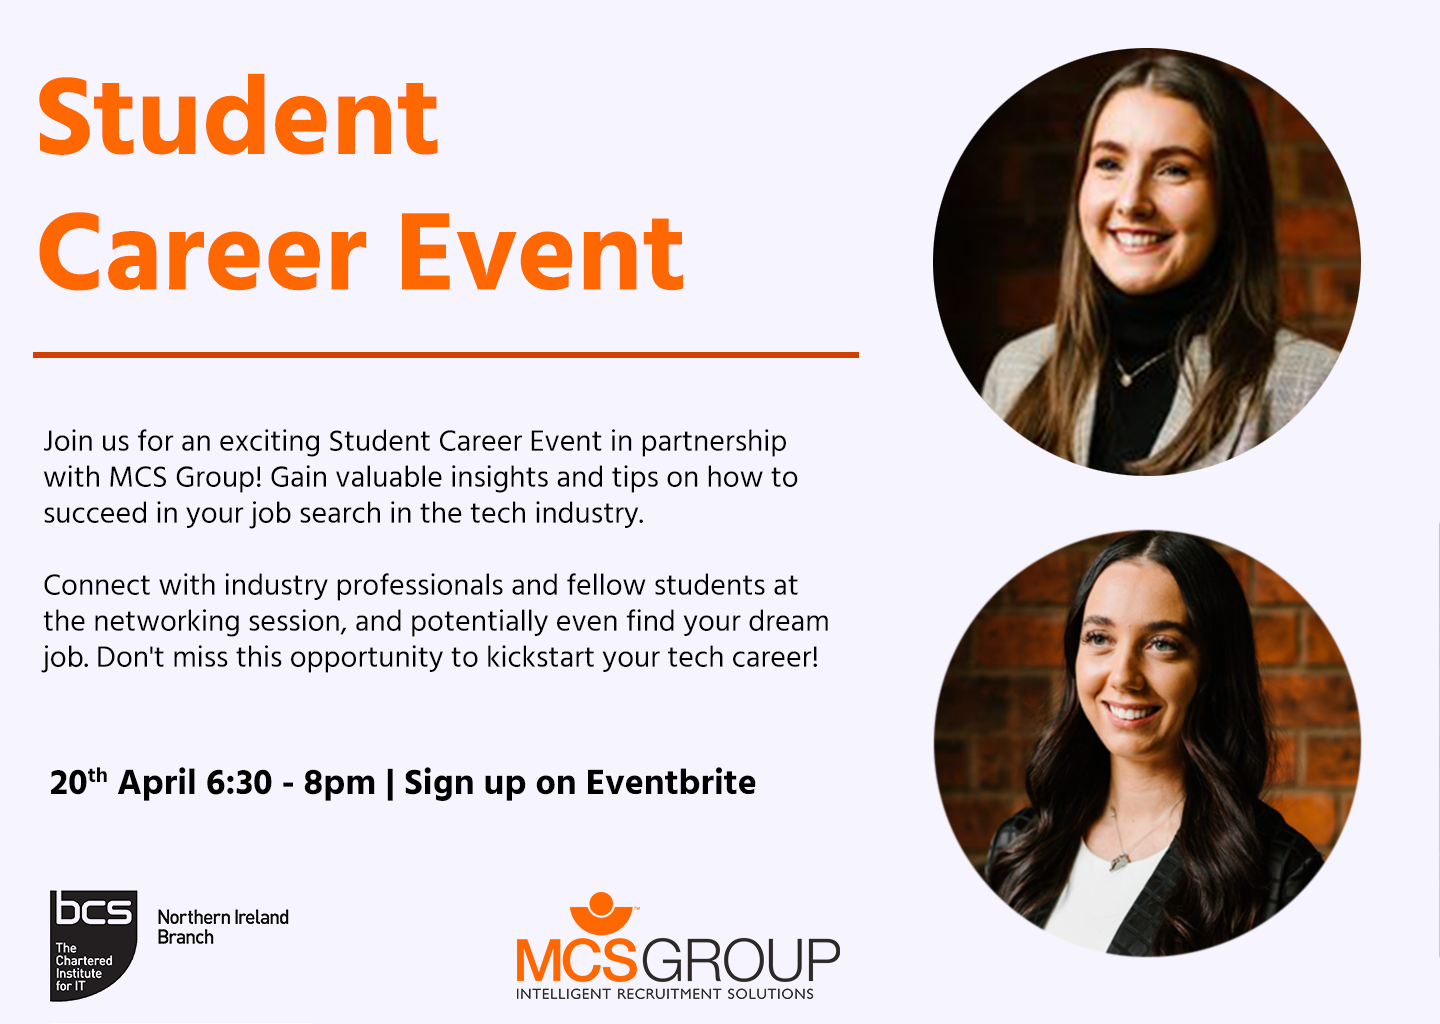 Student
Career Event
Join us for an exciting Student Career Event in partnership
with MCS Group! Gain valuable insights and tips on how to
succeed in your job search in the tech industry.
Connect with industry professionals and fellow students at
the networking session, and potentially even find your dream
job. Don't miss this opportunity to kickstart your tech career!
20th April 6:30 - 8pm | Sign up on Eventbrite
bcs
The
Chartered
Institute
for IT
Northern Ireland
Branch
MCSGROUP
™
INTELLIGENT RECRUITMENT SOLUTIONS